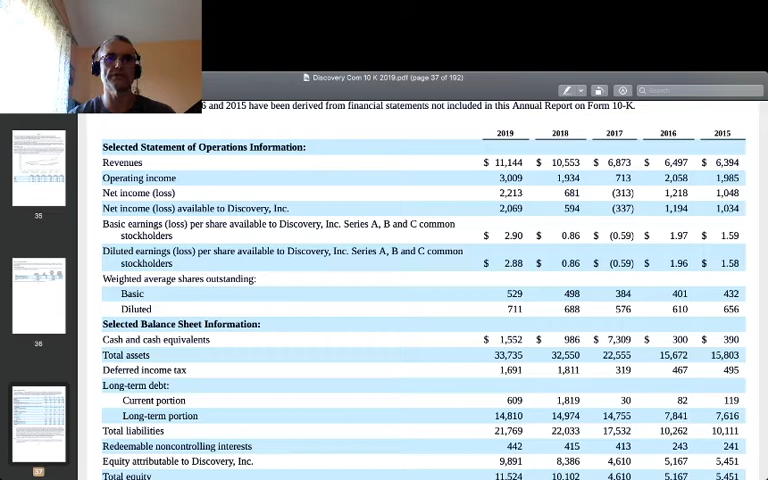 Discovery Com 10 K 2019.pdf (page 37 of 192)
Search
6 and 2015 have been derived from financial statements not included in this Annual Report on Form 10-K.
2019 2018 2017 2016 2015
Selected Statement of Operations Information:
Revenues $ 11,144 $ 10,553 $ 6,873 $ 6,497 $ 6,394
Operating income 3,009 1,934 713 2,058 1,985
Net income (loss) 2,213 681 (313) 1,218 1,048
Net income (loss) available to Discovery, Inc. 2,069 594 (337) 1,194 1,034
Basic earnings (loss) per share available to Discovery, Inc. Series A, B and C common
stockholders $ 2.90 $ 0.86 $ (0.59) $ 1.97 $ 1.59
Diluted earnings (loss) per share available to Discovery, Inc. Series A, B and C common
stockholders $ 2.88 $ 0.86 $ (0.59) $ 1.96 $ 1.58
Weighted average shares outstanding:
Basic 529 498 384 401 432
Diluted 711 688 576 610 656
Selected Balance Sheet Information:
Cash and cash equivalents $ 1,552 $ 986 $ 7,309 $ 300 $ 390
Total assets 33,735 32,550 22,555 15,672 15,803
Deferred income tax 1,691 1,811 319 467 495
Long-term debt:
Current portion 609 1,819 30 82 119
Long-term portion 14,810 14,974 14,755 7,841 7,616
Total liabilities 21,769 22,033 17,532 10,262 10,111
Redeemable noncontrolling interests 442 415 413 243 241
Equity attributable to Discovery, Inc. 9,891 8,386 4,610 5,167 5,451
Total equity 11,524 10,102 4,610 5,167 5,451
35
36
37